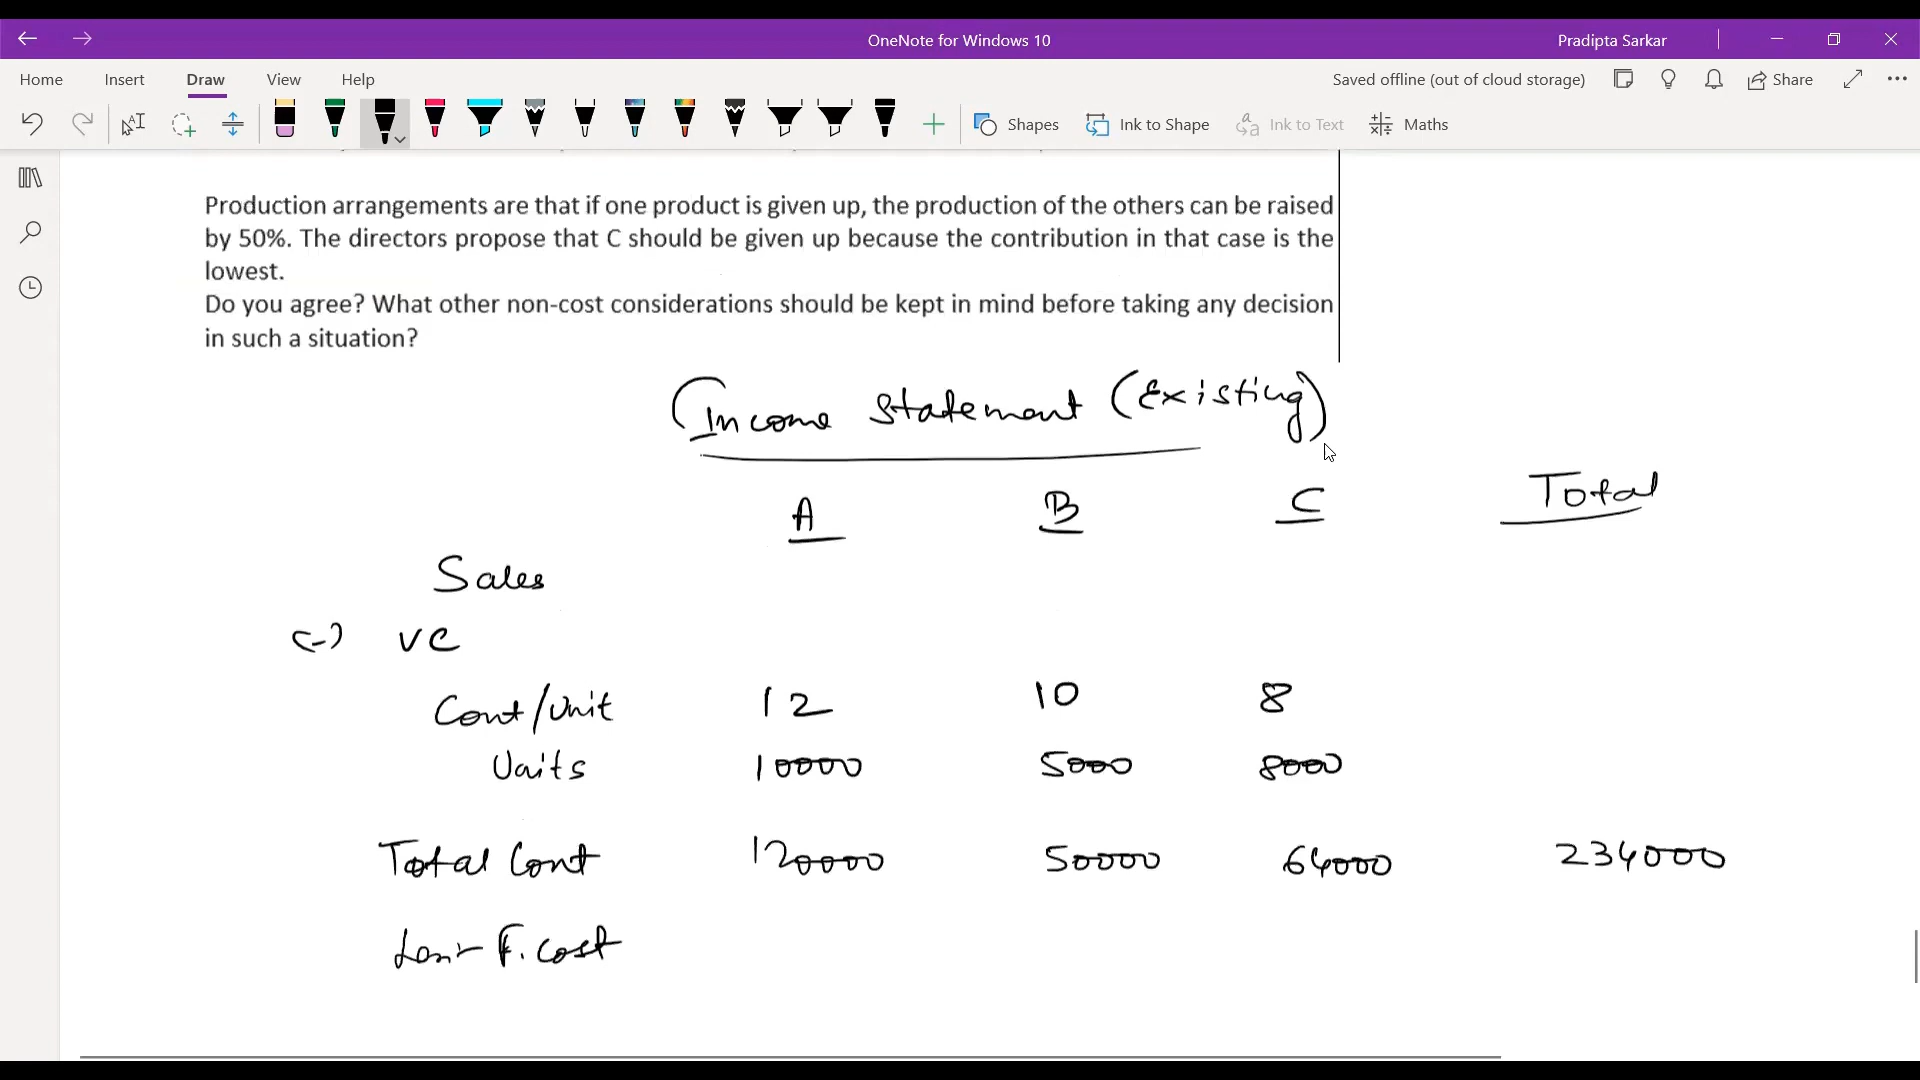 OneNote for Windows 10
Pradipta Sarkar
Home Insert Draw View Help
Saved offline (out of cloud storage)
Share
Shapes Ink to Shape Ink to Text Maths
Production arrangements are that if one product is given up, the production of the others can be raised
by 50%. The directors propose that C should be given up because the contribution in that case is the
lowest.
Do you agree? What other non-cost considerations should be kept in mind before taking any decision
in such a situation?
Income Statement (Existing)
A B C Total
Sales
(-) VC
Cont/Unit 12 10 8
Units 10000 5000 8000
Total Cont 120000 50000 64000 234000
F. Cost